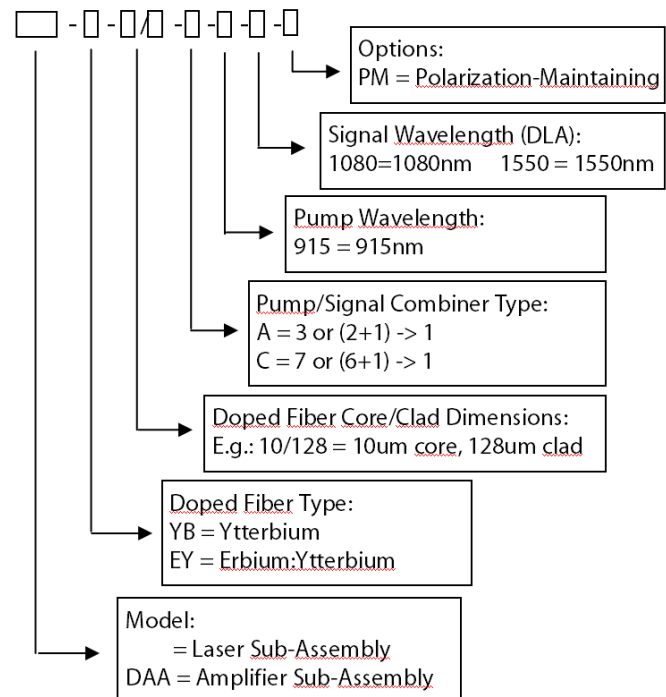 - - / - - - -
Options:
PM = Polarization-Maintaining
Signal Wavelength (DLA):
1080=1080nm 1550 = 1550nm
Pump Wavelength:
915 = 915nm
Pump/Signal Combiner Type:
A = 3 or (2+1) -> 1
C = 7 or (6+1) -> 1
Doped Fiber Core/Clad Dimensions:
E.g.: 10/128 = 10um core, 128um clad
Doped Fiber Type:
YB = Ytterbium
EY = Erbium:Ytterbium
Model:
= Laser Sub-Assembly
DAA = Amplifier Sub-Assembly